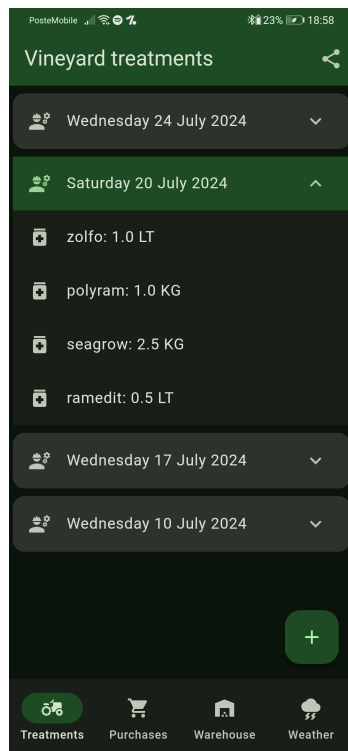 PosteMobile 23% 18:58
Vineyard treatments
Wednesday 24 July 2024
Saturday 20 July 2024
zolfo: 1.0 LT
polyram: 1.0 KG
seagrow: 2.5 KG
ramedit: 0.5 LT
Wednesday 17 July 2024
Wednesday 10 July 2024
+
Treatments Purchases Warehouse Weather